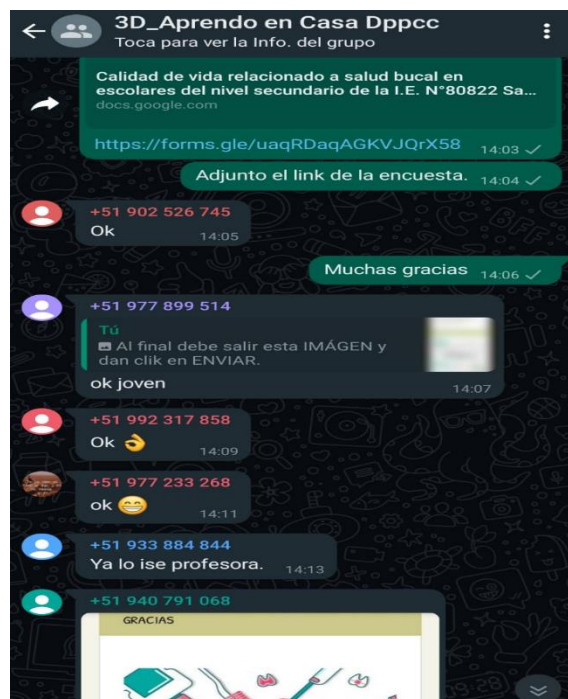 3D_Aprendo en Casa Dppcc
Toca para ver la Info. del grupo
Calidad de vida relacionado a salud bucal en
escolares del nivel secundario de la I.E. N°80822 Sa...
docs.google.com
https://forms.gle/uaqRDaqAGKVJQrX58 14:03
Adjunto el link de la encuesta. 14:04
+51 902 526 745
Ok 14:05
Muchas gracias 14:06
+51 977 899 514
Tú
Al final debe salir esta IMÁGEN y
dan clik en ENVIAR.
ok joven 14:07
+51 992 317 858
Ok 👌 14:09
+51 977 233 268
ok 😁 14:11
+51 933 884 844
Ya lo ise profesora. 14:13
+51 940 791 068
GRACIAS